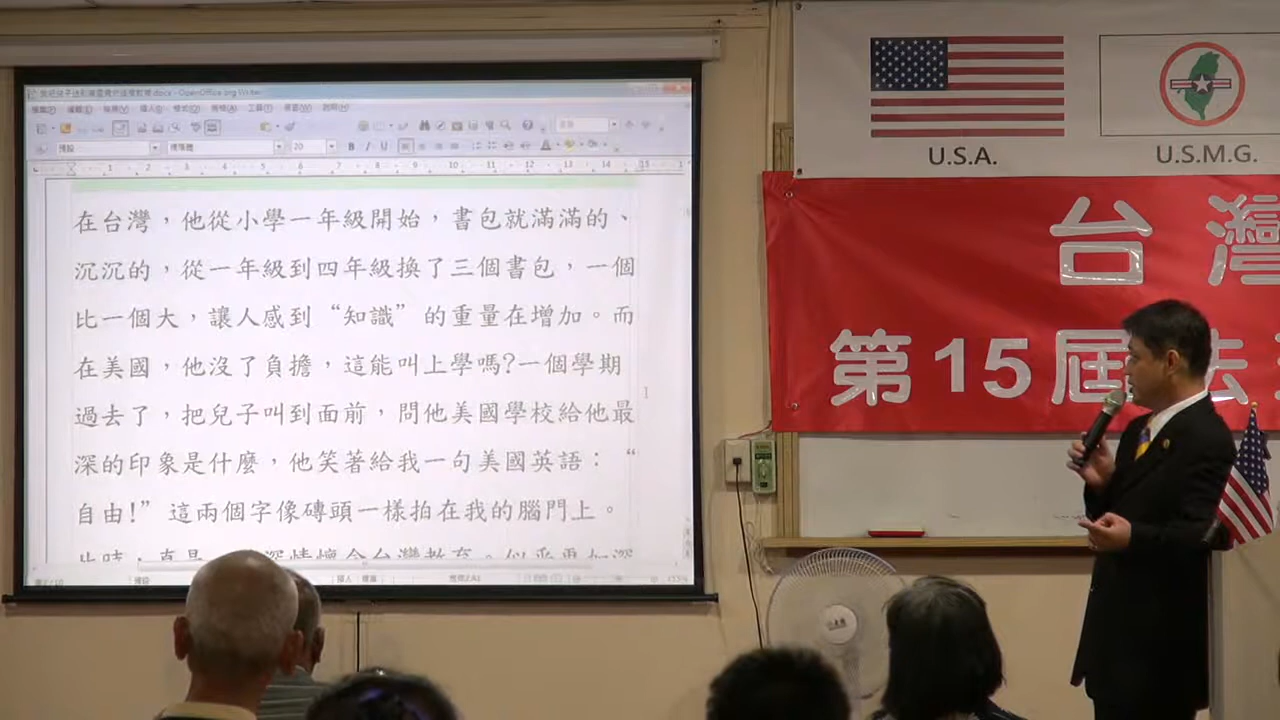 在台灣，他從小學一年級開始，書包就滿滿的、
沉沉的，從一年級到四年級換了三個書包，一個
比一個大，讓人感到“知識”的重量在增加。而
在美國，他沒了負擔，這能叫上學嗎?一個學期
過去了，把兒子叫到面前，問他美國學校給他最
深的印象是什麼，他笑著給我一句美國英語：“
自由!”這兩個字像磚頭一樣拍在我的腦門上。
U.S.A.
U.S.M.G.
台灣
第15屆法